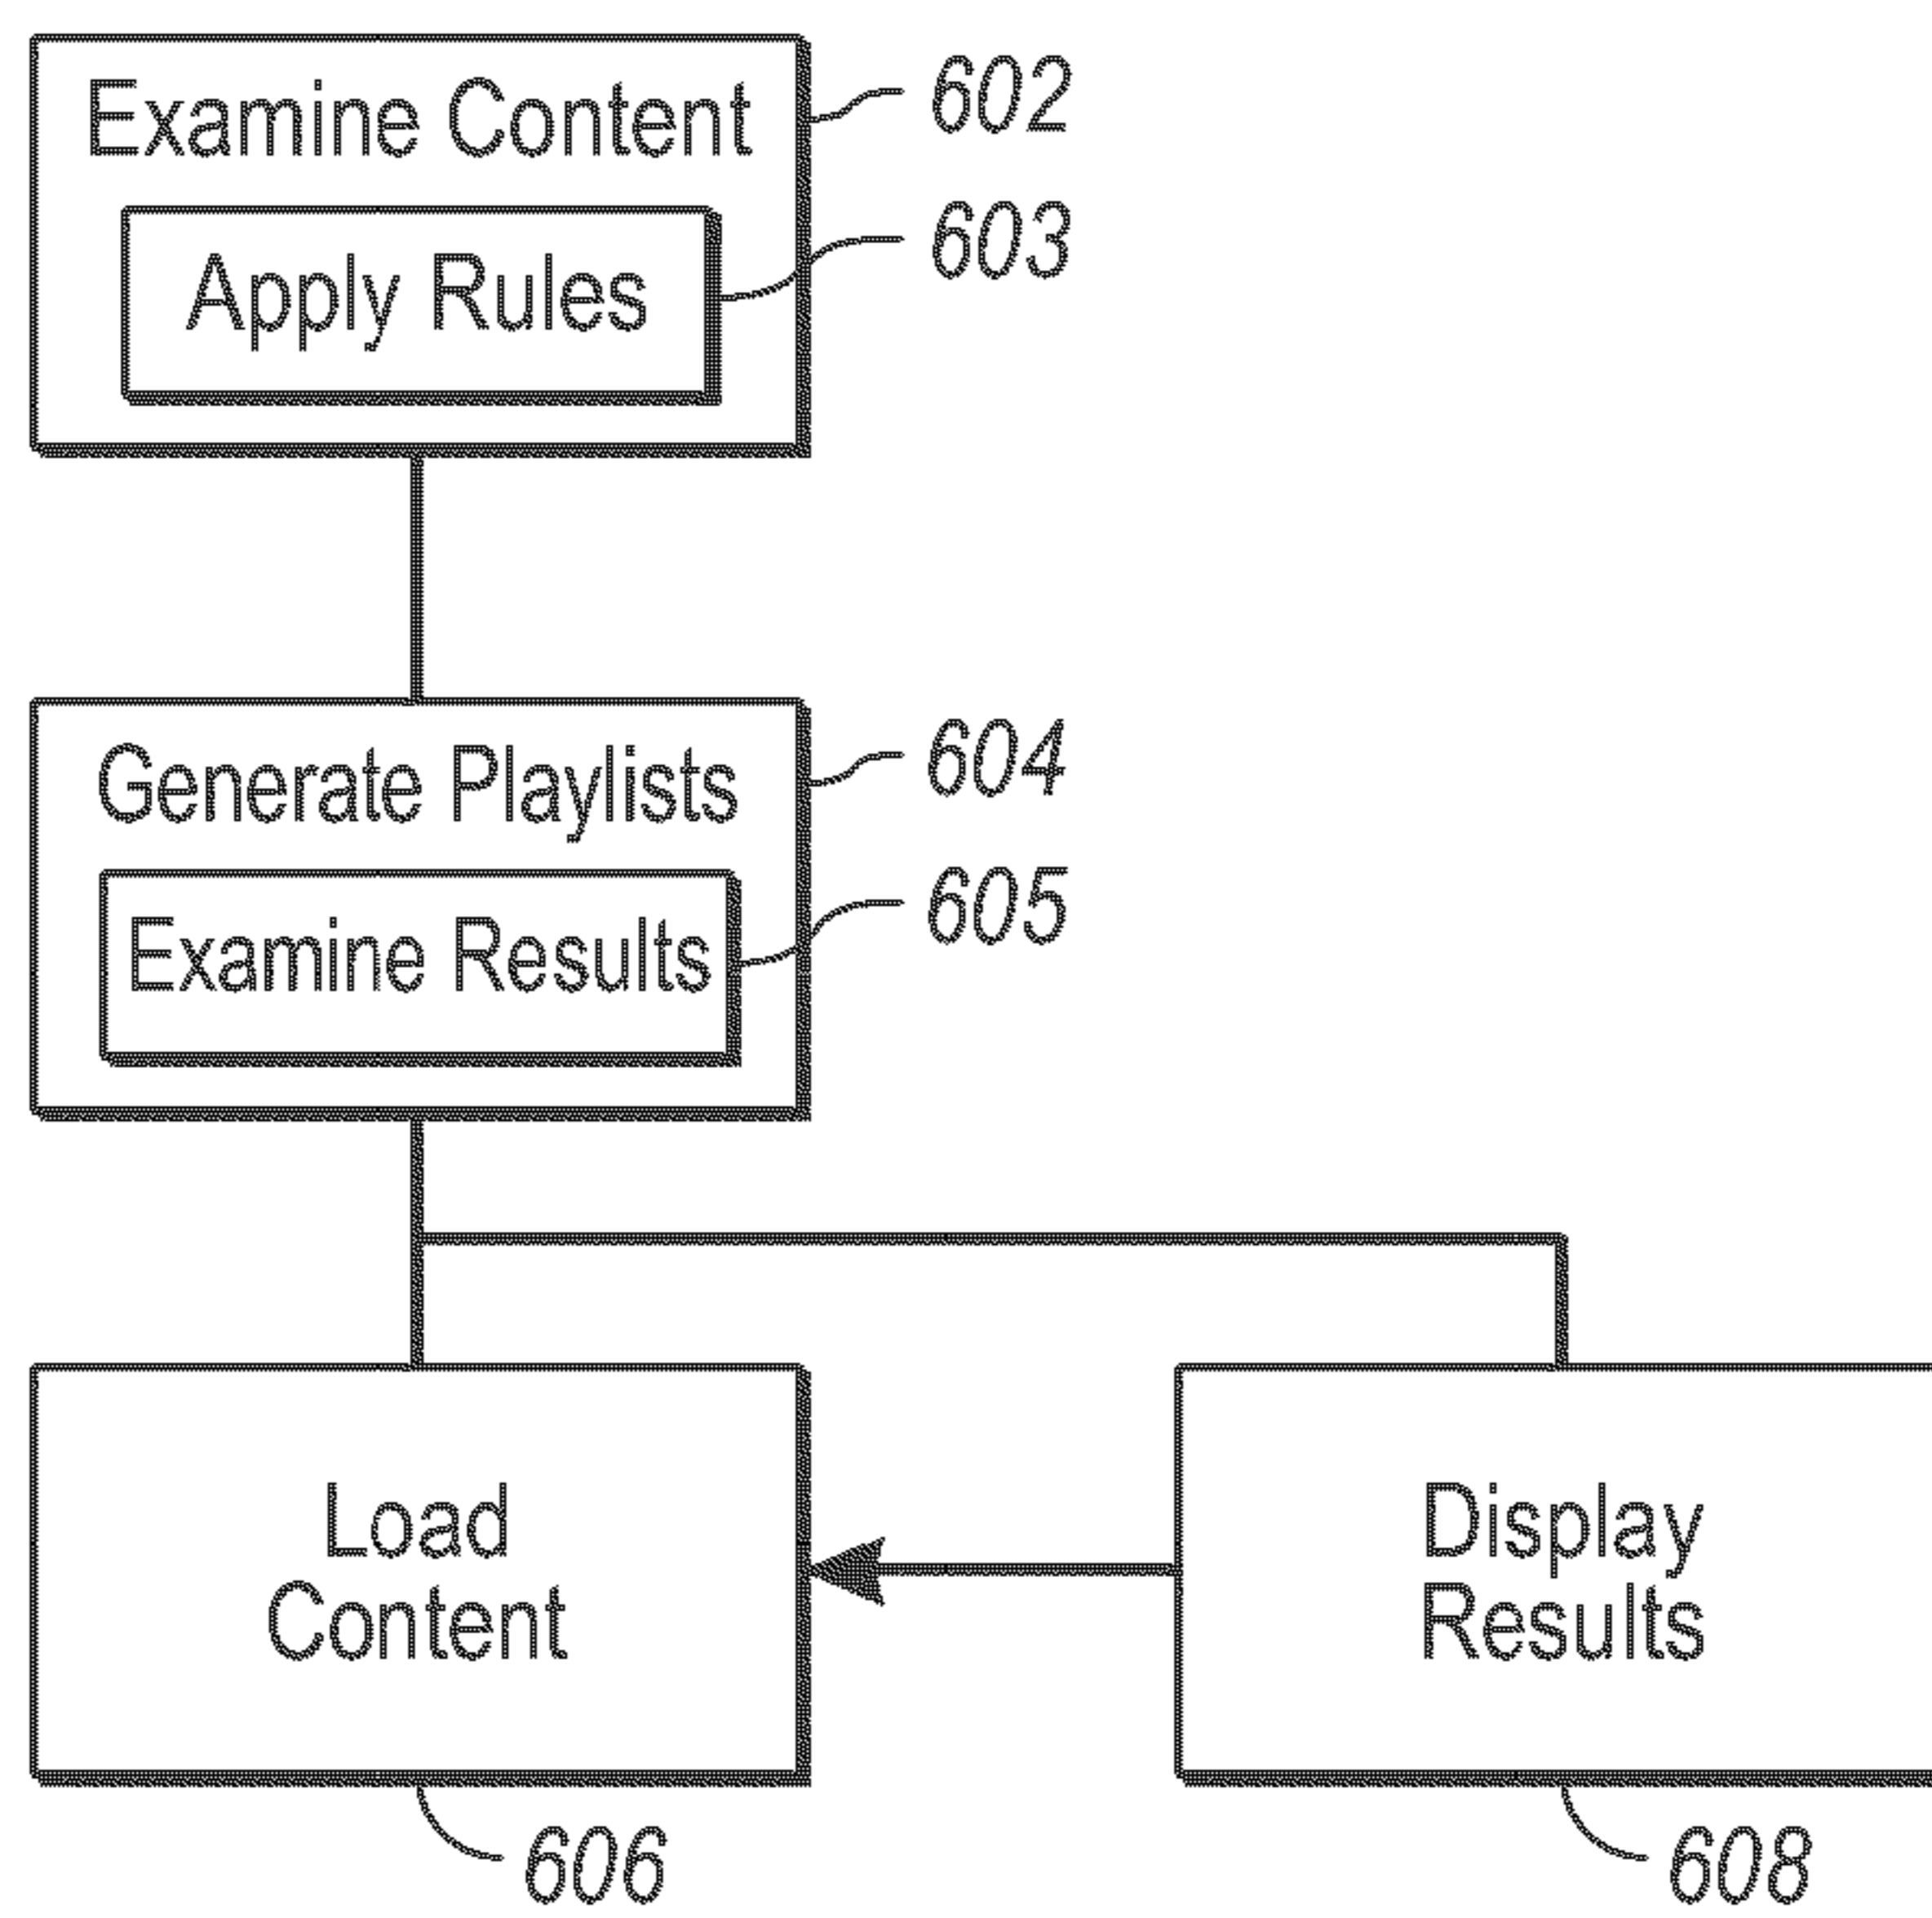 Examine Content
602
Apply Rules
603
Generate Playlists
604
Examine Results
605
Load
Content
Display
Results
606
608